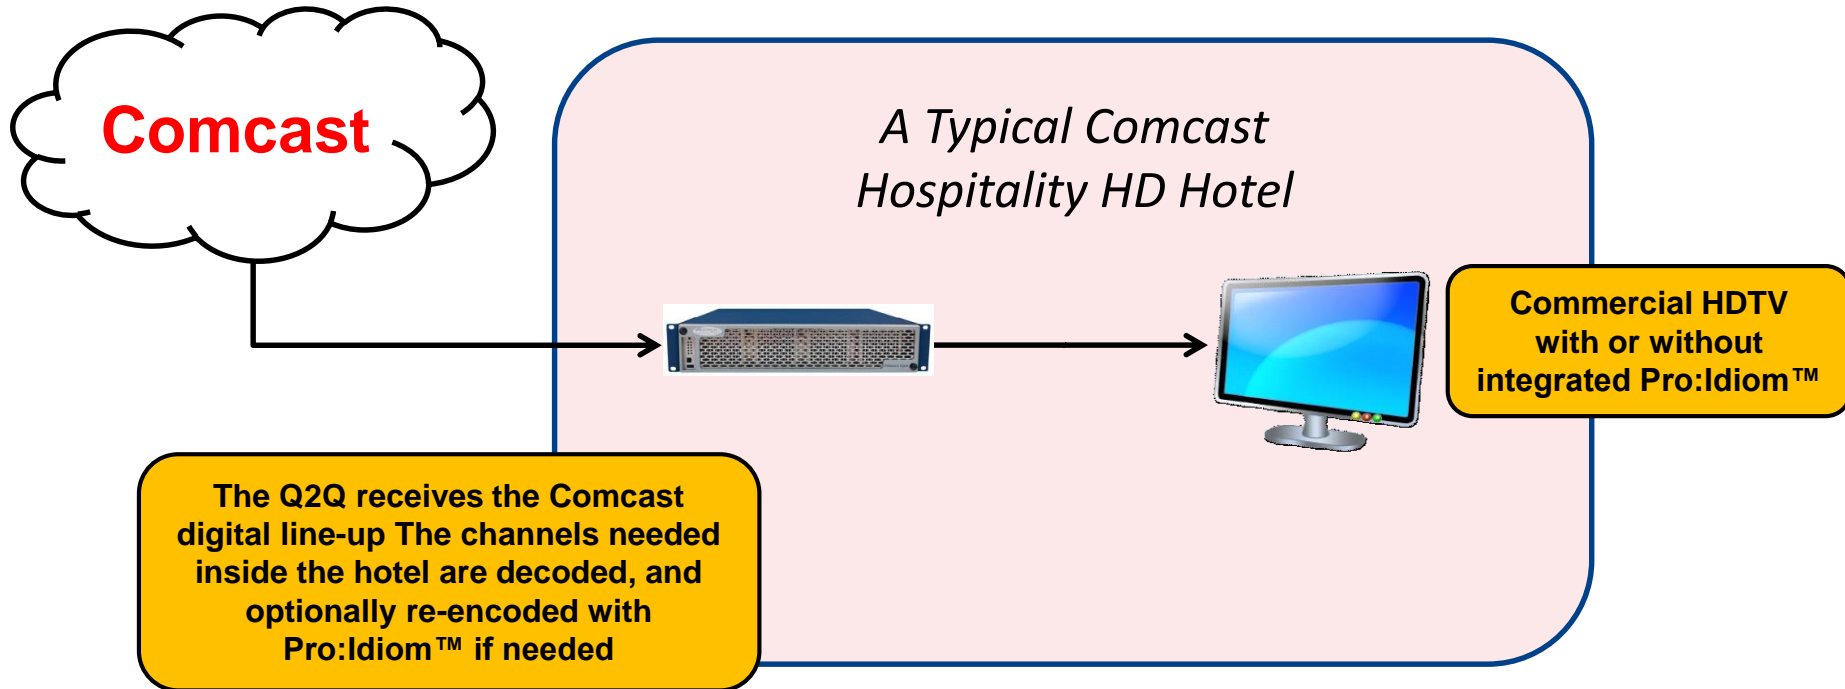 Comcast
A Typical Comcast
Hospitality HD Hotel
Commercial HDTV
with or without
integrated Pro:Idiom™
The Q2Q receives the Comcast
digital line-up The channels needed
inside the hotel are decoded, and
optionally re-encoded with
Pro:Idiom™ if needed